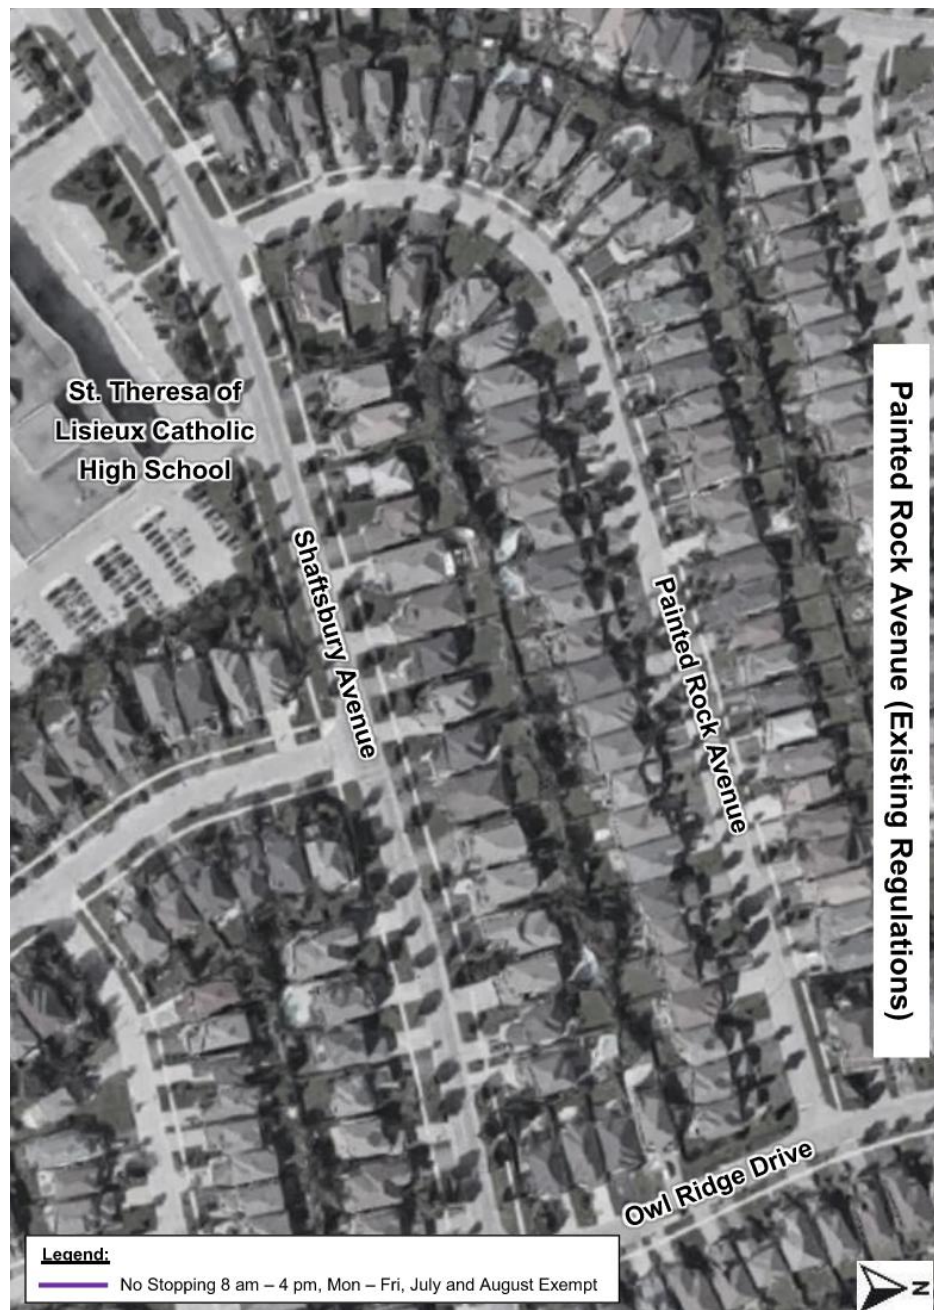 Painted Rock Avenue (Existing Regulations)
St. Theresa of
Lisieux Catholic
High School
Shaftsbury Avenue
Painted Rock Avenue
Owl Ridge Drive
Legend:
No Stopping 8 am – 4 pm, Mon – Fri, July and August Exempt
N